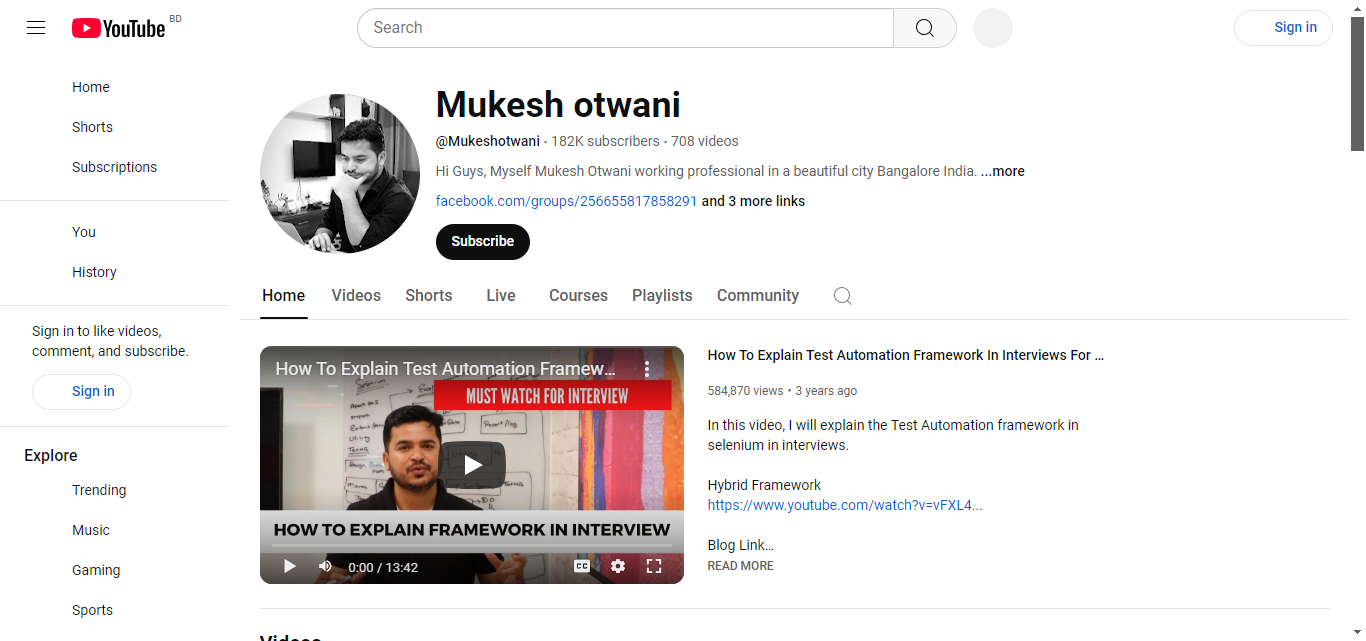 YouTube BD
Search
Sign in
Home
Shorts
Subscriptions
You
History
Sign in to like videos,
comment, and subscribe.
Sign in
Explore
Trending
Music
Gaming
Sports
Mukesh otwani
@Mukeshotwani · 182K subscribers · 708 videos
Hi Guys, Myself Mukesh Otwani working professional in a beautiful city Bangalore India. ...more
facebook.com/groups/256655817858291 and 3 more links
Subscribe
Home Videos Shorts Live Courses Playlists Community
How To Explain Test Automation Framew...
MUST WATCH FOR INTERVIEW
HOW TO EXPLAIN FRAMEWORK IN INTERVIEW
0:00 / 13:42
CC
How To Explain Test Automation Framework In Interviews For ...
584,870 views • 3 years ago
In this video, I will explain the Test Automation framework in
selenium in interviews.
Hybrid Framework
https://www.youtube.com/watch?v=vFXL4...
Blog Link...
READ MORE
Videos